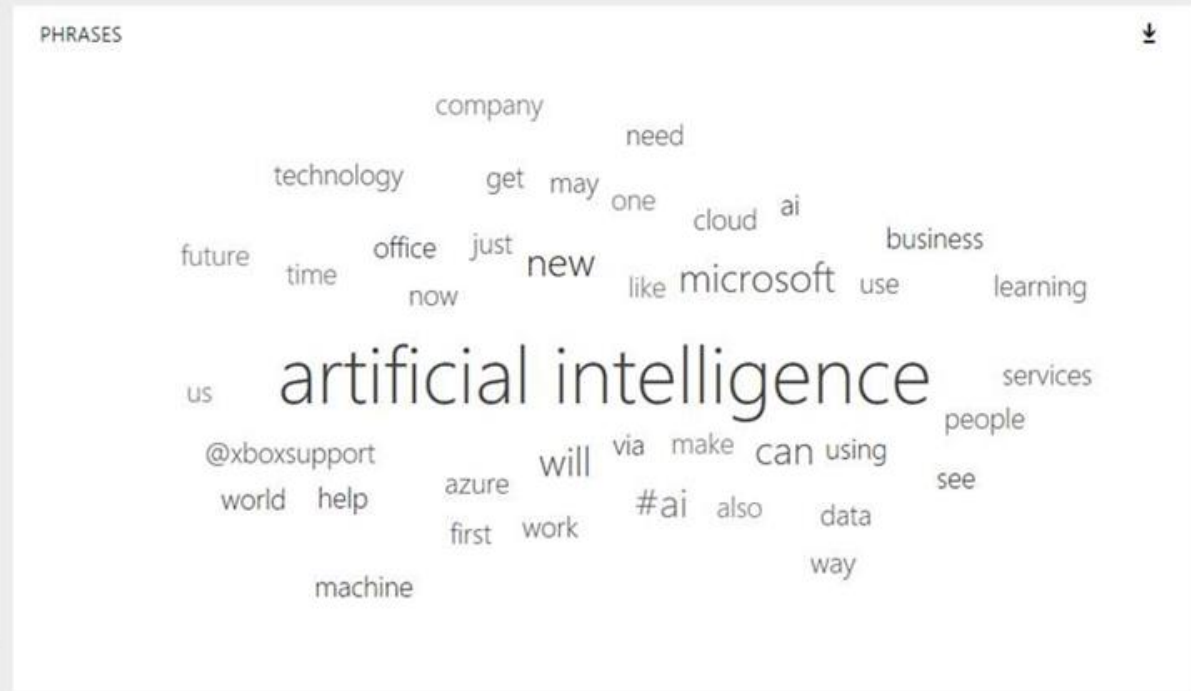 PHRASES
company
need
technology get may one
cloud ai
business
future time office just new
now like microsoft use learning
artificial intelligence
us services
people
@xboxsupport will via make can using
world help azure #ai also data see
first work
way
machine